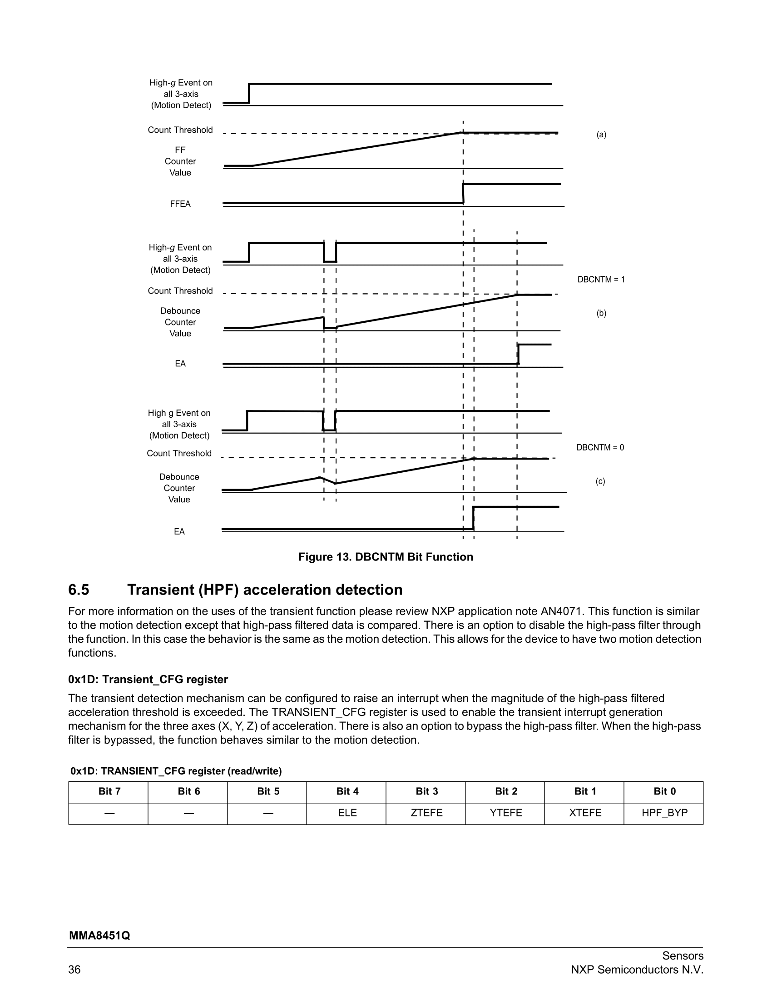 High-g Event on
all 3-axis
(Motion Detect)
Count Threshold
(a)
FF
Counter
Value
FFEA
High-g Event on
all 3-axis
(Motion Detect)
DBCNTM = 1
Count Threshold
Debounce
Counter
Value
(b)
EA
High g Event on
all 3-axis
(Motion Detect)
DBCNTM = 0
Count Threshold
Debounce
Counter
Value
(c)
EA
Figure 13. DBCNTM Bit Function
6.5 Transient (HPF) acceleration detection
For more information on the uses of the transient function please review NXP application note AN4071. This function is similar
to the motion detection except that high-pass filtered data is compared. There is an option to disable the high-pass filter through
the function. In this case the behavior is the same as the motion detection. This allows for the device to have two motion detection
functions.
0x1D: Transient_CFG register
The transient detection mechanism can be configured to raise an interrupt when the magnitude of the high-pass filtered
acceleration threshold is exceeded. The TRANSIENT_CFG register is used to enable the transient interrupt generation
mechanism for the three axes (X, Y, Z) of acceleration. There is also an option to bypass the high-pass filter. When the high-pass
filter is bypassed, the function behaves similar to the motion detection.
0x1D: TRANSIENT_CFG register (read/write)
Bit 7 Bit 6 Bit 5 Bit 4 Bit 3 Bit 2 Bit 1 Bit 0
— — — ELE ZTEFE YTEFE XTEFE HPF_BYP
MMA8451Q
Sensors
36 NXP Semiconductors N.V.